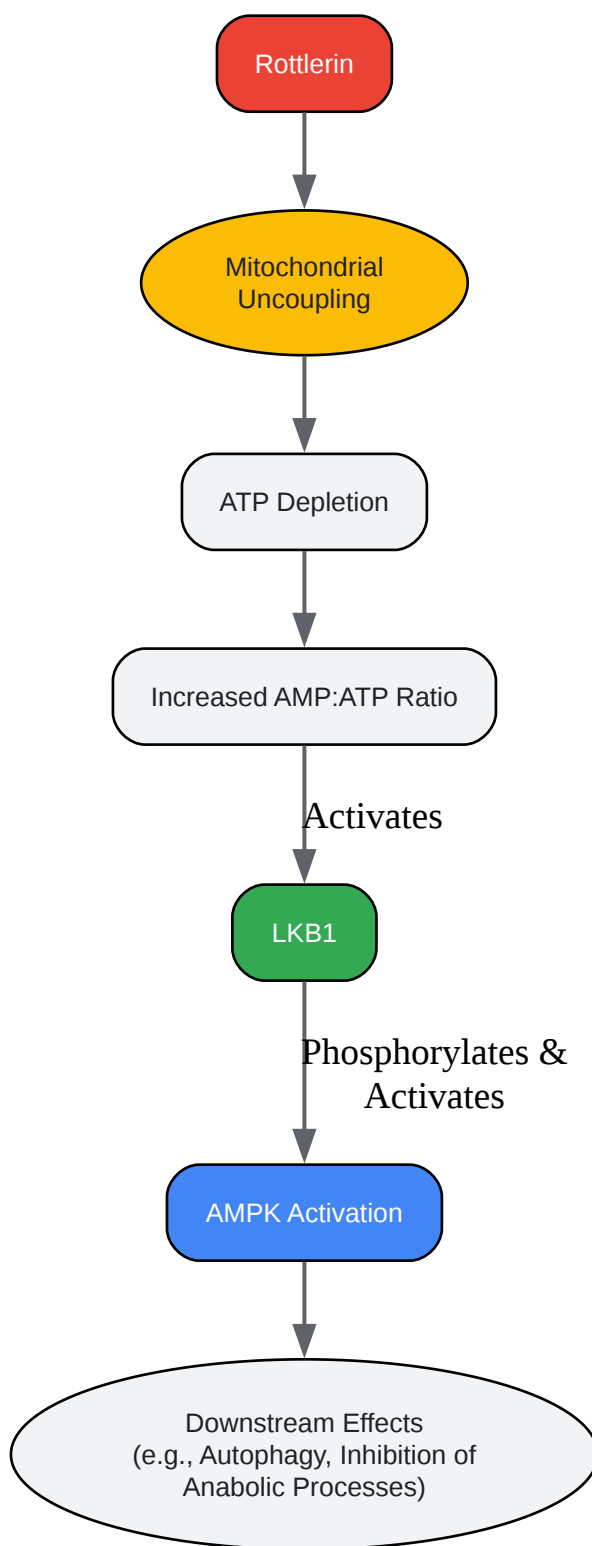 Rottlerin
Mitochondrial
Uncoupling
ATP Depletion
Increased AMP:ATP Ratio
Activates
LKB1
Phosphorylates &
Activates
AMPK Activation
Downstream Effects
(e.g., Autophagy, Inhibition of
Anabolic Processes)